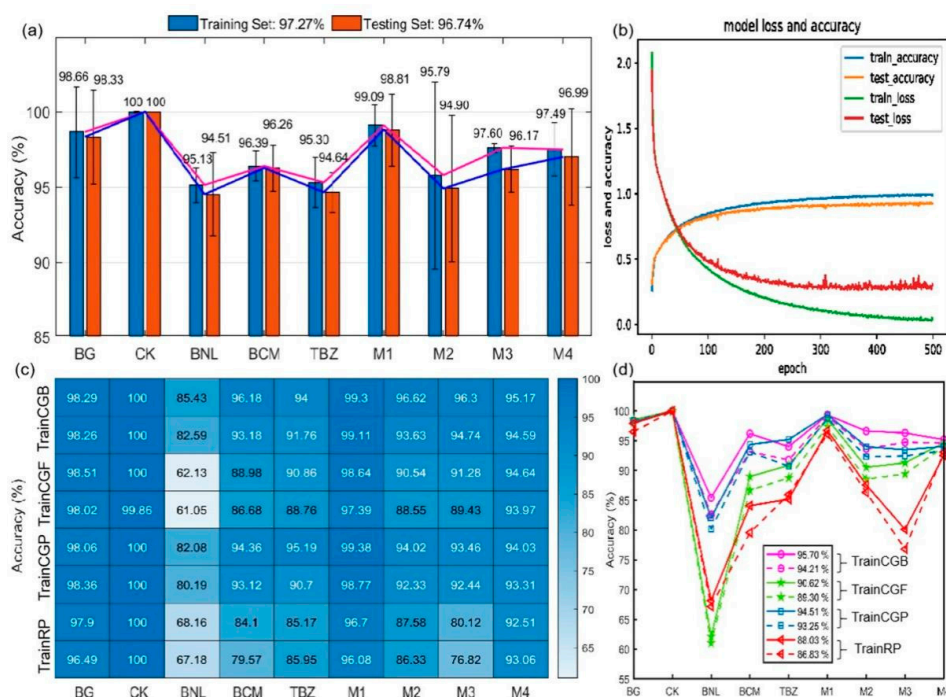 (a)
Training Set: 97.27%
Testing Set: 96.74%
98.66
98.33
100 100
95.13
94.51
96.39
96.26
95.30
94.64
99.09
98.81
95.79
94.90
97.60
96.17
97.49
96.99
100
95
90
85
Accuracy (%)
BG CK BNL BCM TBZ M1 M2 M3 M4
(b)
model loss and accuracy
train_accuracy
test_accuracy
train_loss
test_loss
2.0
1.5
1.0
0.5
0.0
loss and accuracy
0 100 200 300 400 500
epoch
(c)
TrainCGB
TrainCGF
TrainCGP
TrainRP
Accuracy (%)
98.29 100 85.43 96.18 94 99.3 96.62 96.3 95.17
98.26 100 82.59 93.18 91.76 99.11 93.63 94.74 94.59
98.51 100 62.13 88.98 90.86 98.64 90.54 91.28 94.64
98.02 99.86 61.05 86.68 88.76 97.39 88.55 89.43 93.97
98.06 100 82.08 94.36 95.19 99.38 94.02 93.46 94.03
98.36 100 80.19 93.12 90.7 98.77 92.33 92.44 93.31
97.9 100 68.16 84.1 85.17 96.7 87.58 80.12 92.51
96.49 100 67.18 79.57 85.95 96.08 86.33 76.82 93.06
BG CK BNL BCM TBZ M1 M2 M3 M4
100
95
90
85
80
75
70
65
(d)
100
95
90
85
80
75
70
65
60
55
Accuracy (%)
95.70 %
94.21 %
TrainCGB
90.62 %
89.30 %
TrainCGF
94.51 %
93.25 %
TrainCGP
88.03 %
86.83 %
TrainRP
BG CK BNL BCM TBZ M1 M2 M3